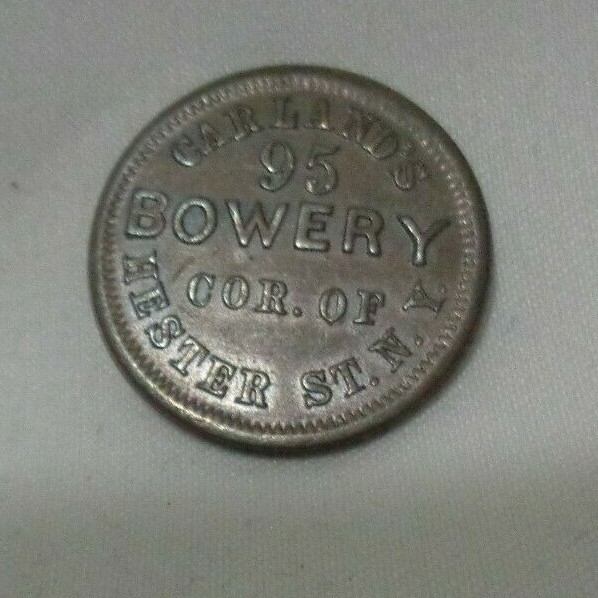 GARLAND'S
95
BOWERY
COR. OF
HESTER ST. N. Y.